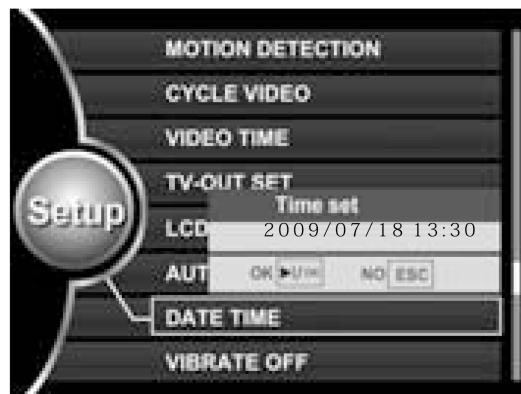 MOTION DETECTION
CYCLE VIDEO
VIDEO TIME
TV-OUT SET
Setup
Time set
LCD
2009/07/18 13:30
AUT
OK
NO ESC
DATE TIME
VIBRATE OFF